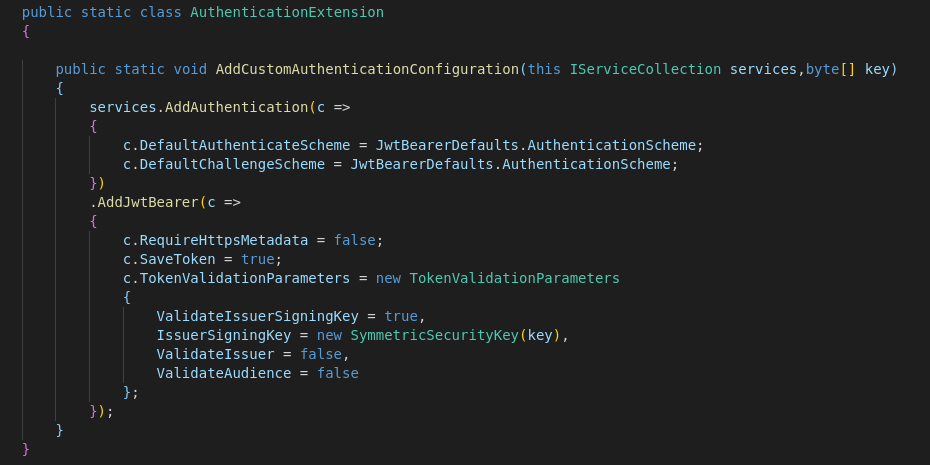 public static class AuthenticationExtension
{
public static void AddCustomAuthenticationConfiguration(this IServiceCollection services,byte[] key)
{
services.AddAuthentication(c =>
{
c.DefaultAuthenticateScheme = JwtBearerDefaults.AuthenticationScheme;
c.DefaultChallengeScheme = JwtBearerDefaults.AuthenticationScheme;
})
.AddJwtBearer(c =>
{
c.RequireHttpsMetadata = false;
c.SaveToken = true;
c.TokenValidationParameters = new TokenValidationParameters
{
ValidateIssuerSigningKey = true,
IssuerSigningKey = new SymmetricSecurityKey(key),
ValidateIssuer = false,
ValidateAudience = false
};
});
}
}